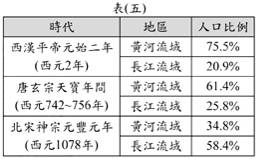 表(五)
時代 地區 人口比例
西漢平帝元始二年
(西元2年)
黃河流域 75.5%
長江流域 20.9%
唐玄宗天寶年間
(西元742~756年)
黃河流域 61.4%
長江流域 25.8%
北宋神宗元豐元年
(西元1078年)
黃河流域 34.8%
長江流域 58.4%